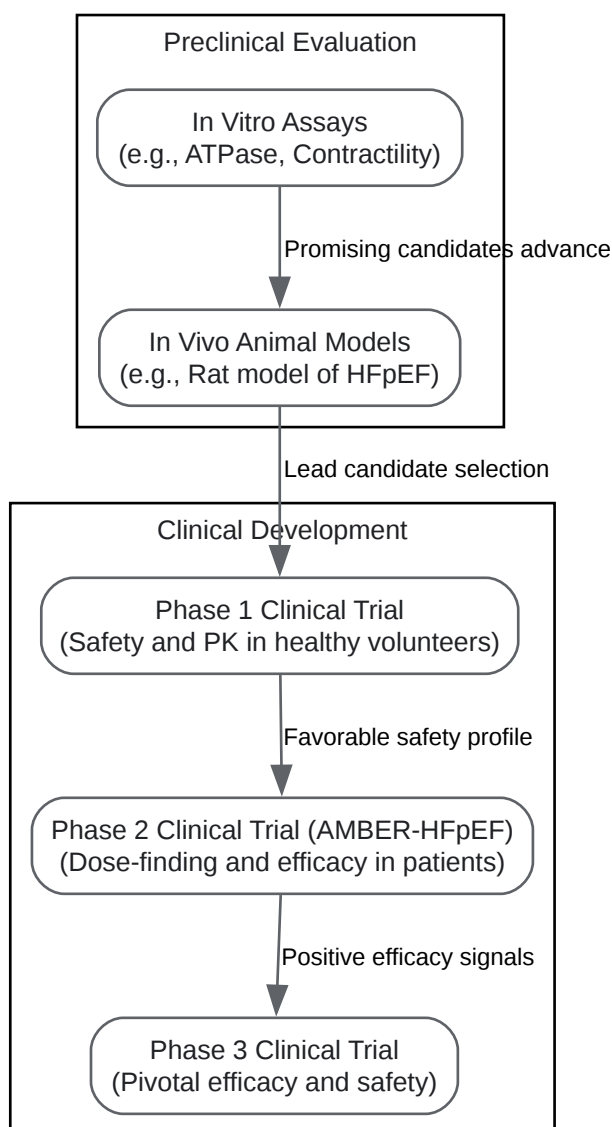 Preclinical Evaluation
In Vitro Assays
(e.g., ATPase, Contractility)
Promising candidates advance
In Vivo Animal Models
(e.g., Rat model of HFpEF)
Lead candidate selection
Clinical Development
Phase 1 Clinical Trial
(Safety and PK in healthy volunteers)
Favorable safety profile
Phase 2 Clinical Trial (AMBER-HFpEF)
(Dose-finding and efficacy in patients)
Positive efficacy signals
Phase 3 Clinical Trial
(Pivotal efficacy and safety)